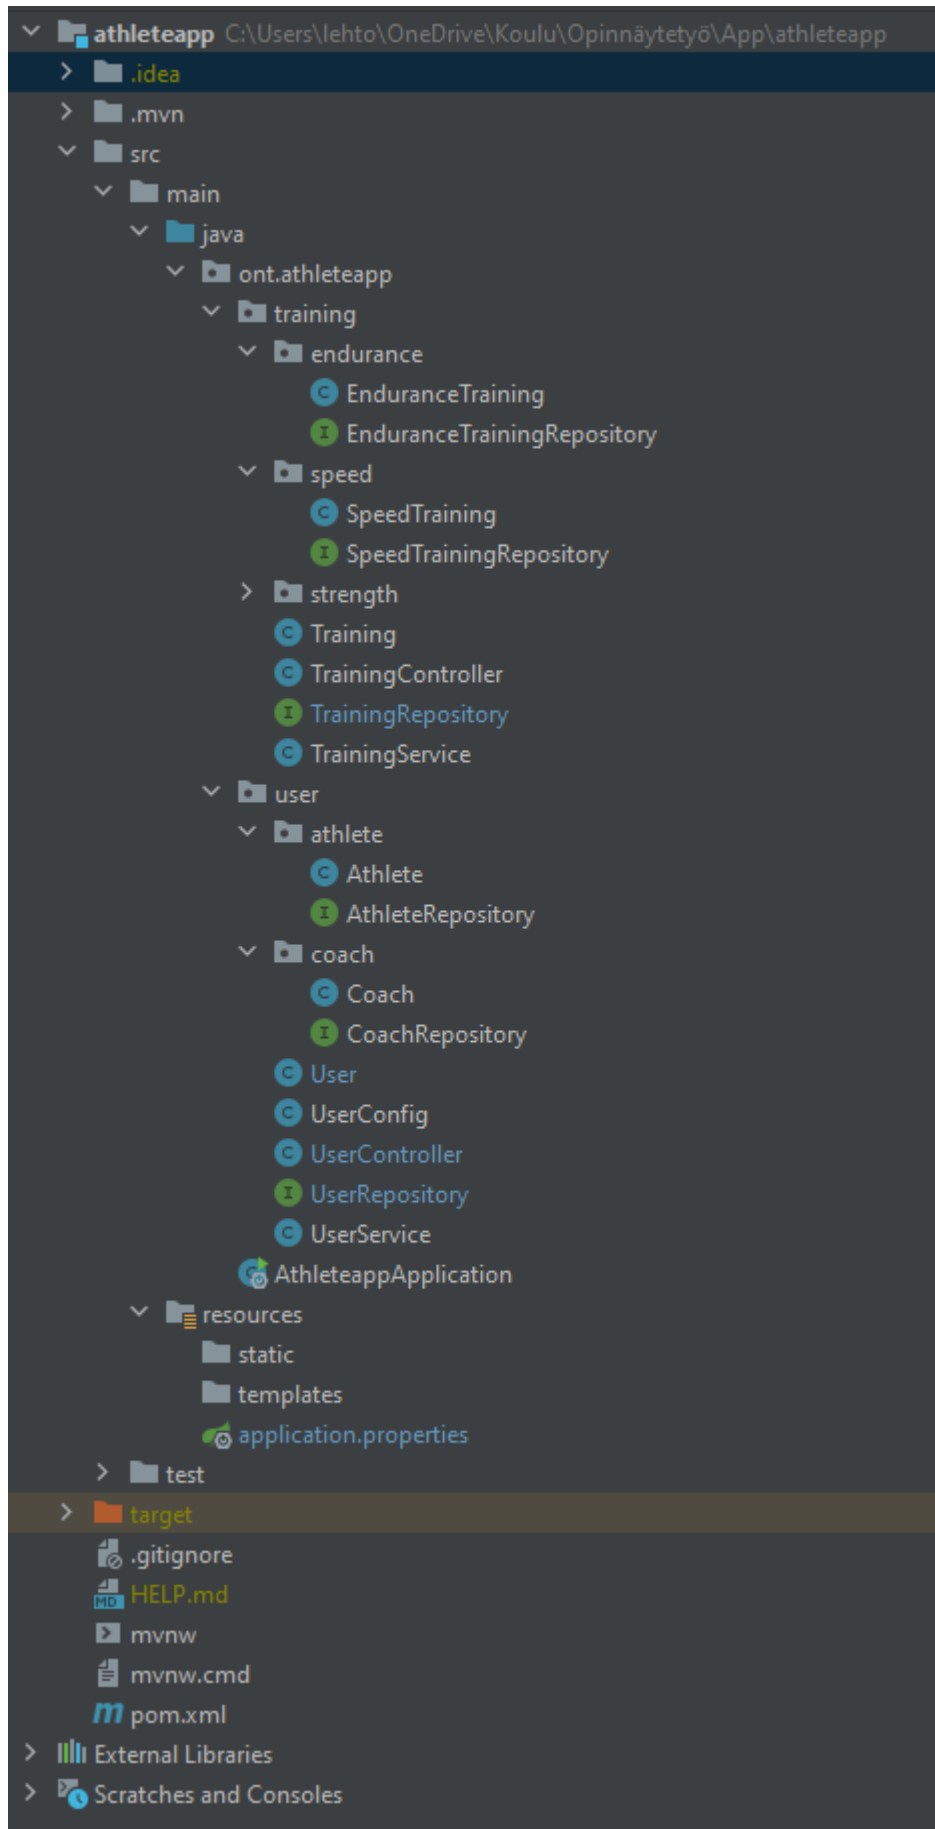 athleteapp C:\Users\lehto\OneDrive\Koulu\Opinnäytetyö\App\athleteapp
.idea
.mvn
src
main
java
ont.athleteapp
training
endurance
EnduranceTraining
EnduranceTrainingRepository
speed
SpeedTraining
SpeedTrainingRepository
strength
Training
TrainingController
TrainingRepository
TrainingService
user
athlete
Athlete
AthleteRepository
coach
Coach
CoachRepository
User
UserConfig
UserController
UserRepository
UserService
AthleteappApplication
resources
static
templates
application.properties
test
target
.gitignore
HELP.md
mvnw
mvnw.cmd
pom.xml
External Libraries
Scratches and Consoles